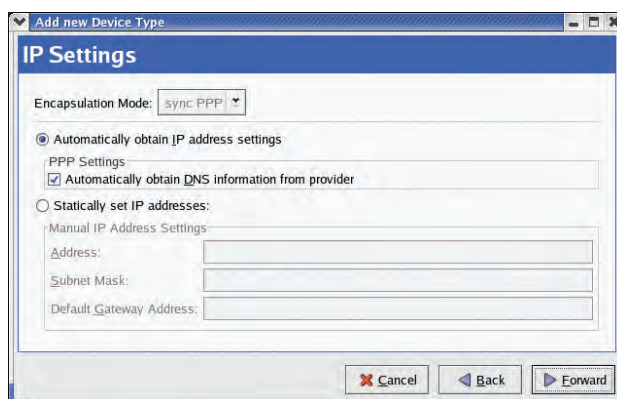 Add new Device Type
IP Settings
Encapsulation Mode: sync PPP
Automatically obtain IP address settings
PPP Settings
Automatically obtain DNS information from provider
Statically set IP addresses:
Manual IP Address Settings
Address:
Subnet Mask:
Default Gateway Address:
Cancel Back Forward